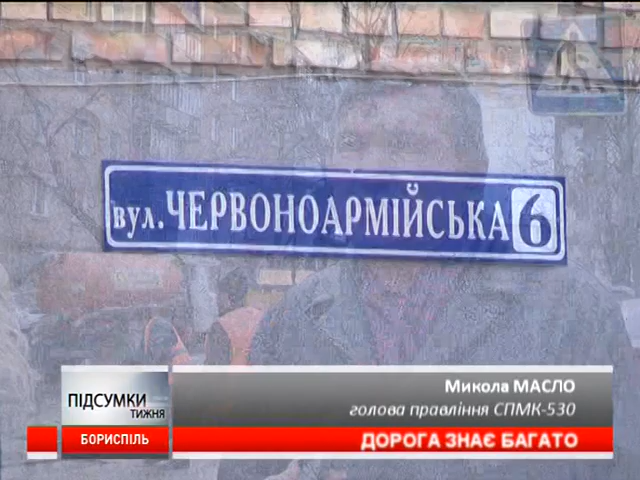 вул. ЧЕРВОНОАРМІЙСЬКА 6
Микола МАСЛО
голова правління СПМК-530
ПІДСУМКИ
ТИЖНЯ
БОРИСПІЛЬ
ДОРОГА ЗНАЄ БАГАТО